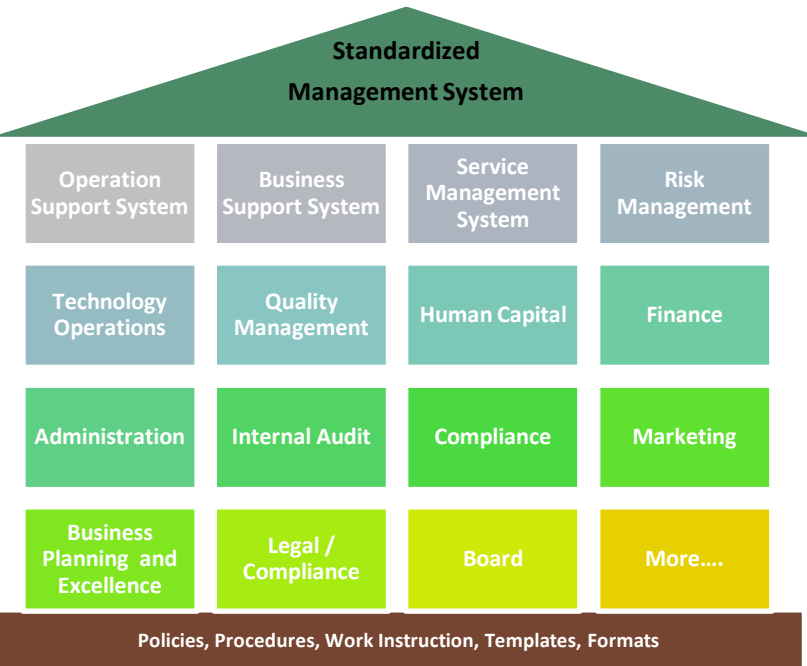 Standardized
Management System
Operation
Support System
Business
Support System
Service
Management
System
Risk
Management
Technology
Operations
Quality
Management
Human Capital
Finance
Administration
Internal Audit
Compliance
Marketing
Business
Planning and
Excellence
Legal /
Compliance
Board
More....
Policies, Procedures, Work Instruction, Templates, Formats